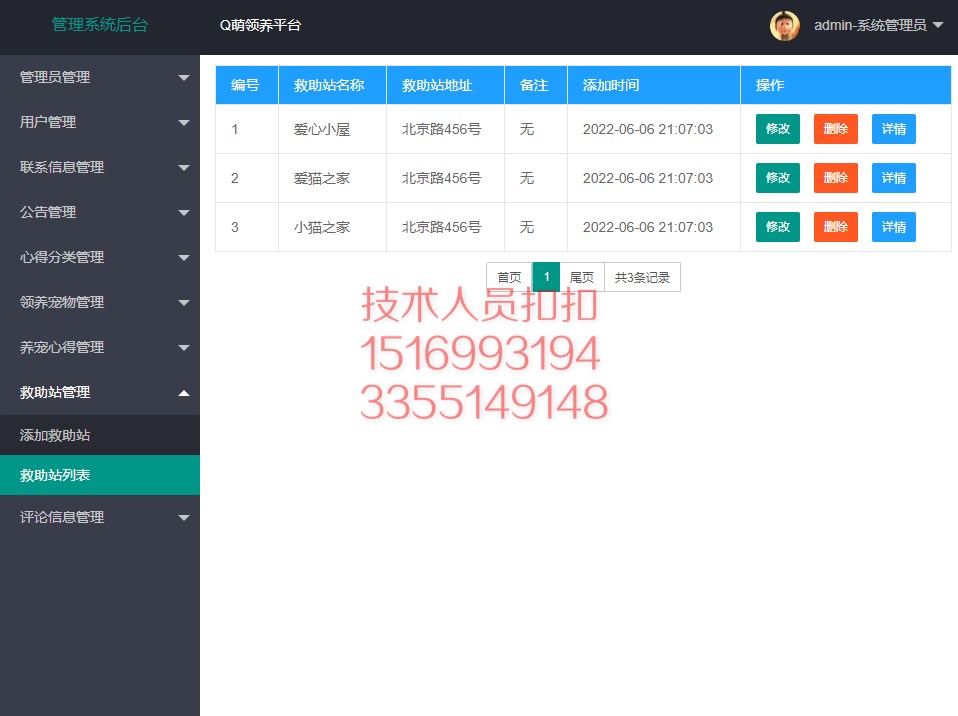 管理系统后台
Q萌领养平台
admin-系统管理员
管理员管理
用户管理
联系信息管理
公告管理
心得分类管理
领养宠物管理
养宠心得管理
救助站管理
添加救助站
救助站列表
评论信息管理
编号 救助站名称 救助站地址 备注 添加时间 操作
1 爱心小屋 北京路456号 无 2022-06-06 21:07:03 修改 删除 详情
2 爱猫之家 北京路456号 无 2022-06-06 21:07:03 修改 删除 详情
3 小猫之家 北京路456号 无 2022-06-06 21:07:03 修改 删除 详情
首页 1 尾页 共3条记录
技术人员扣扣
1516993194
3355149148